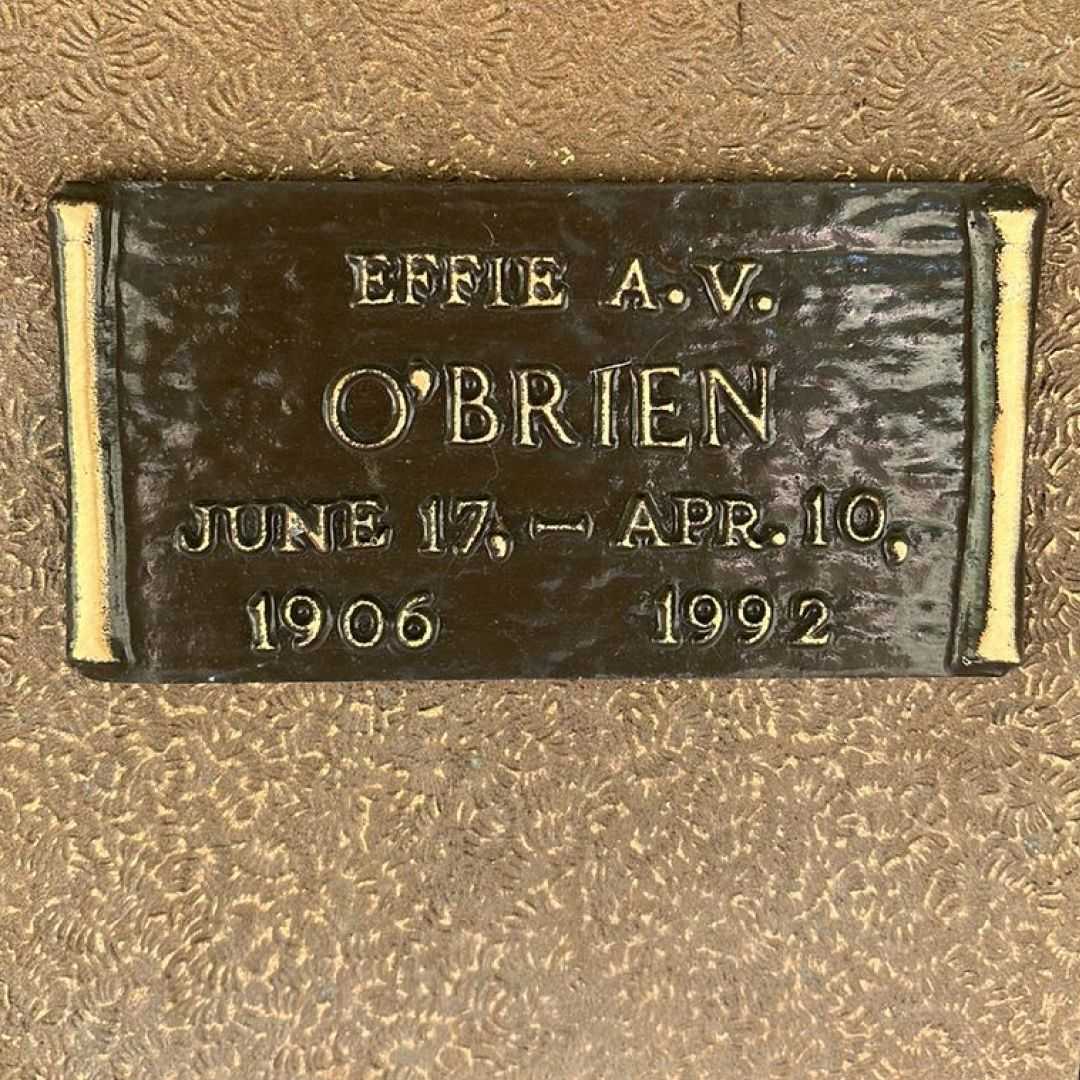 EFFIE A.V.
O'BRIEN
JUNE 17, – APR. 10,
1906 1992